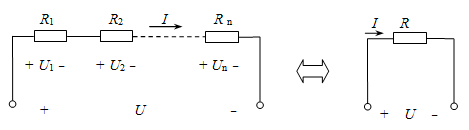 R1 R2 I Rn I R
+ U1 − + U2 − + Un −
+ U − + U −